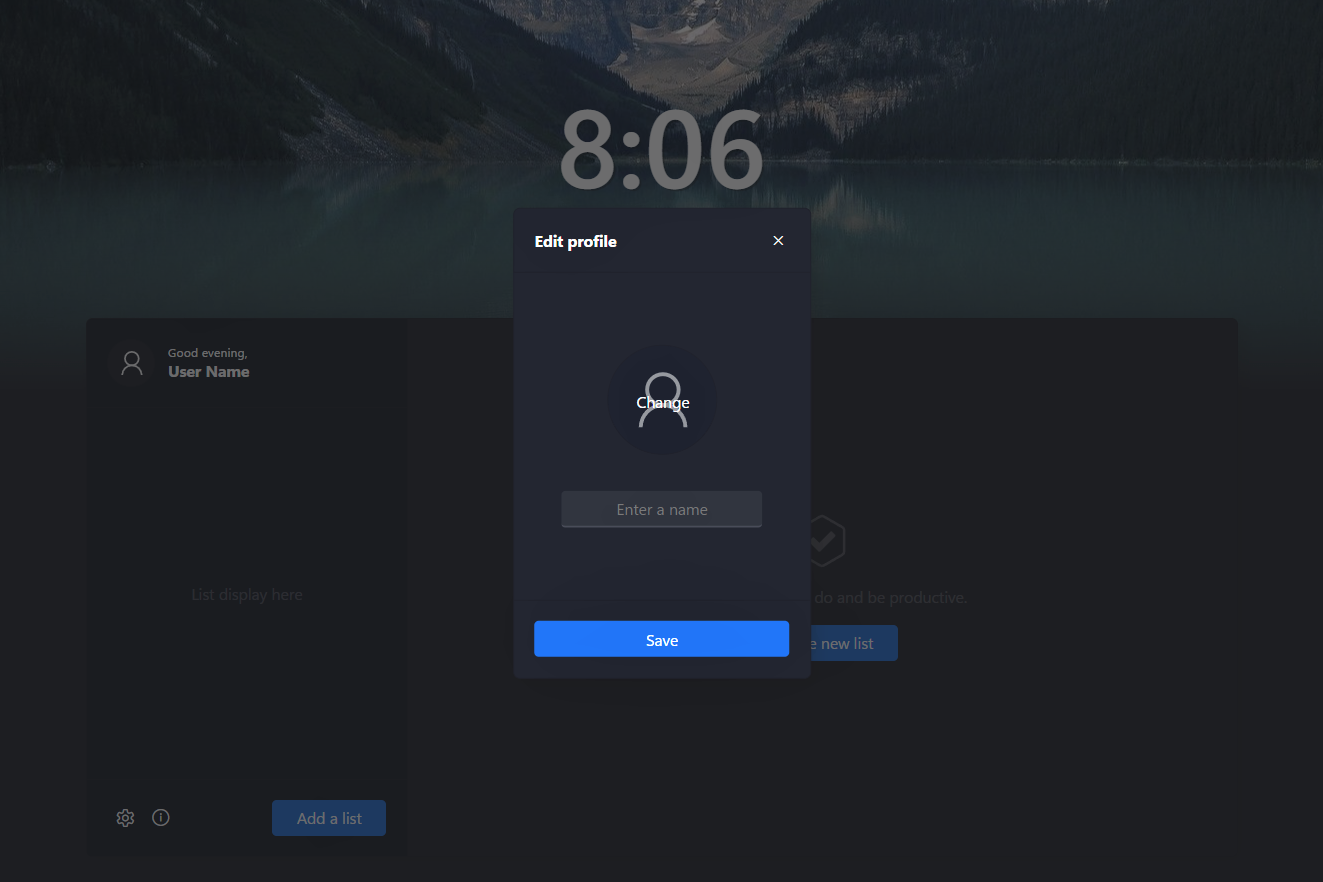 8:06
Edit profile
Good evening,
User Name
Change
Enter a name
List display here
do and be productive.
new list
Save
Add a list